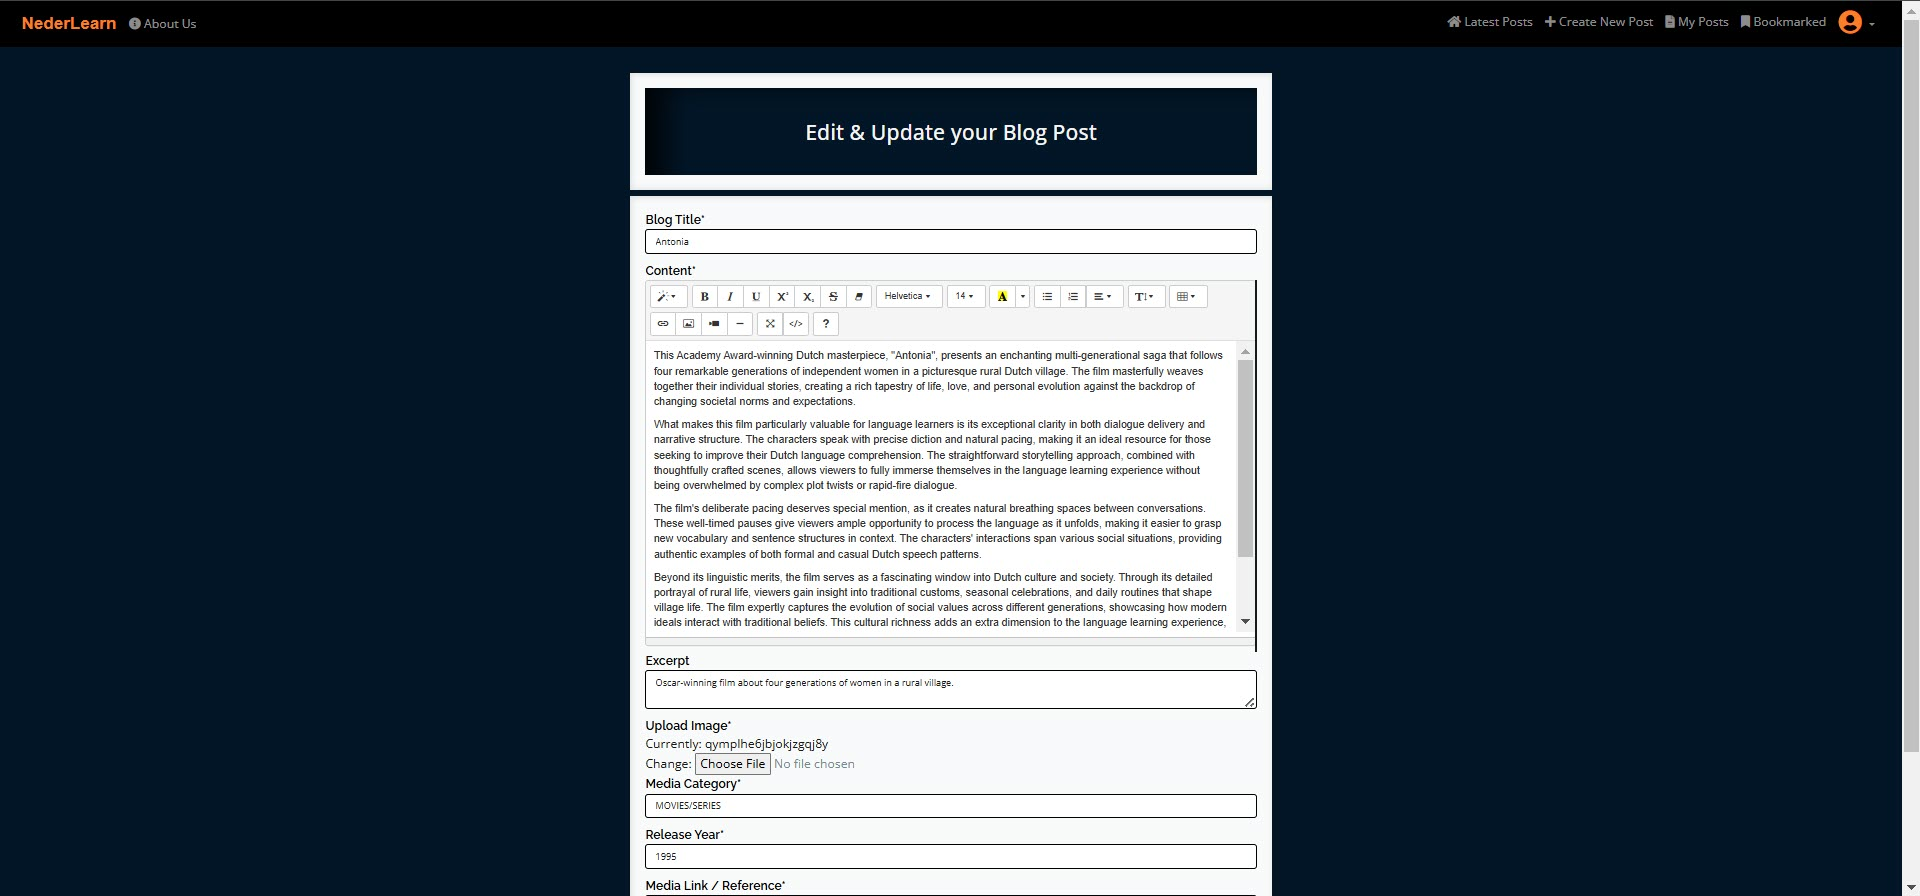 NederLearn About Us Latest Posts Create New Post My Posts Bookmarked
Edit & Update your Blog Post
Blog Title*
Antonia
Content*
B I U X² X₂ S Helvetica 14 A T
</> ?
This Academy Award-winning Dutch masterpiece, "Antonia", presents an enchanting multi-generational saga that follows
four remarkable generations of independent women in a picturesque rural Dutch village. The film masterfully weaves
together their individual stories, creating a rich tapestry of life, love, and personal evolution against the backdrop of
changing societal norms and expectations.
What makes this film particularly valuable for language learners is its exceptional clarity in both dialogue delivery and
narrative structure. The characters speak with precise diction and natural pacing, making it an ideal resource for those
seeking to improve their Dutch language comprehension. The straightforward storytelling approach, combined with
thoughtfully crafted scenes, allows viewers to fully immerse themselves in the language learning experience without
being overwhelmed by complex plot twists or rapid-fire dialogue.
The film's deliberate pacing deserves special mention, as it creates natural breathing spaces between conversations.
These well-timed pauses give viewers ample opportunity to process the language as it unfolds, making it easier to grasp
new vocabulary and sentence structures in context. The characters' interactions span various social situations, providing
authentic examples of both formal and casual Dutch speech patterns.
Beyond its linguistic merits, the film serves as a fascinating window into Dutch culture and society. Through its detailed
portrayal of rural life, viewers gain insight into traditional customs, seasonal celebrations, and daily routines that shape
village life. The film expertly captures the evolution of social values across different generations, showcasing how modern
ideals interact with traditional beliefs. This cultural richness adds an extra dimension to the language learning experience,
Excerpt
Oscar-winning film about four generations of women in a rural village.
Upload Image*
Currently: qymplhe6jbjokjzgqj8y
Change: Choose File No file chosen
Media Category*
MOVIES/SERIES
Release Year*
1995
Media Link / Reference*